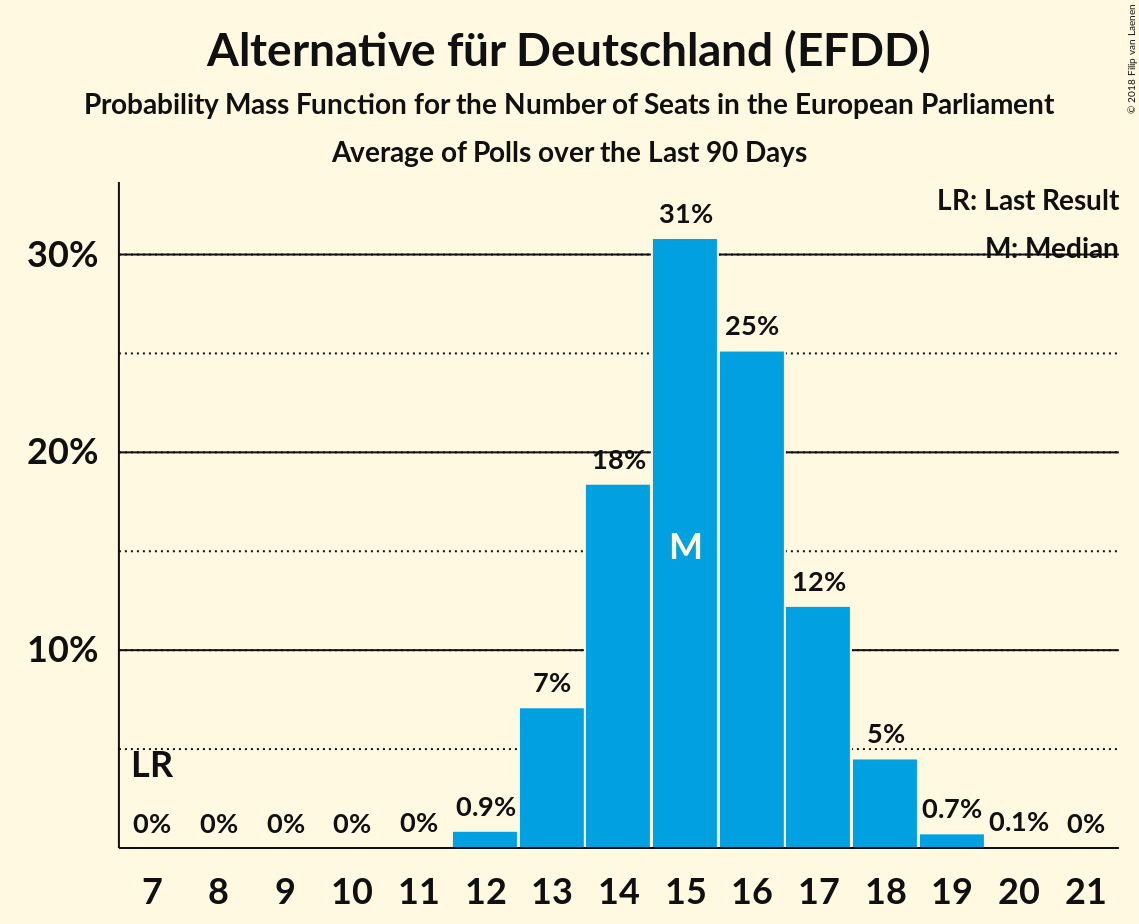 Alternative für Deutschland (EFDD)
Probability Mass Function for the Number of Seats in the European Parliament
Average of Polls over the Last 90 Days
© 2018 Filip van Laenen
LR: Last Result
M: Median
30%
20%
10%
31%
25%
18%
M
12%
7%
5%
LR
0% 0% 0% 0% 0% 0.9% 0.7% 0.1% 0%
7 8 9 10 11 12 13 14 15 16 17 18 19 20 21